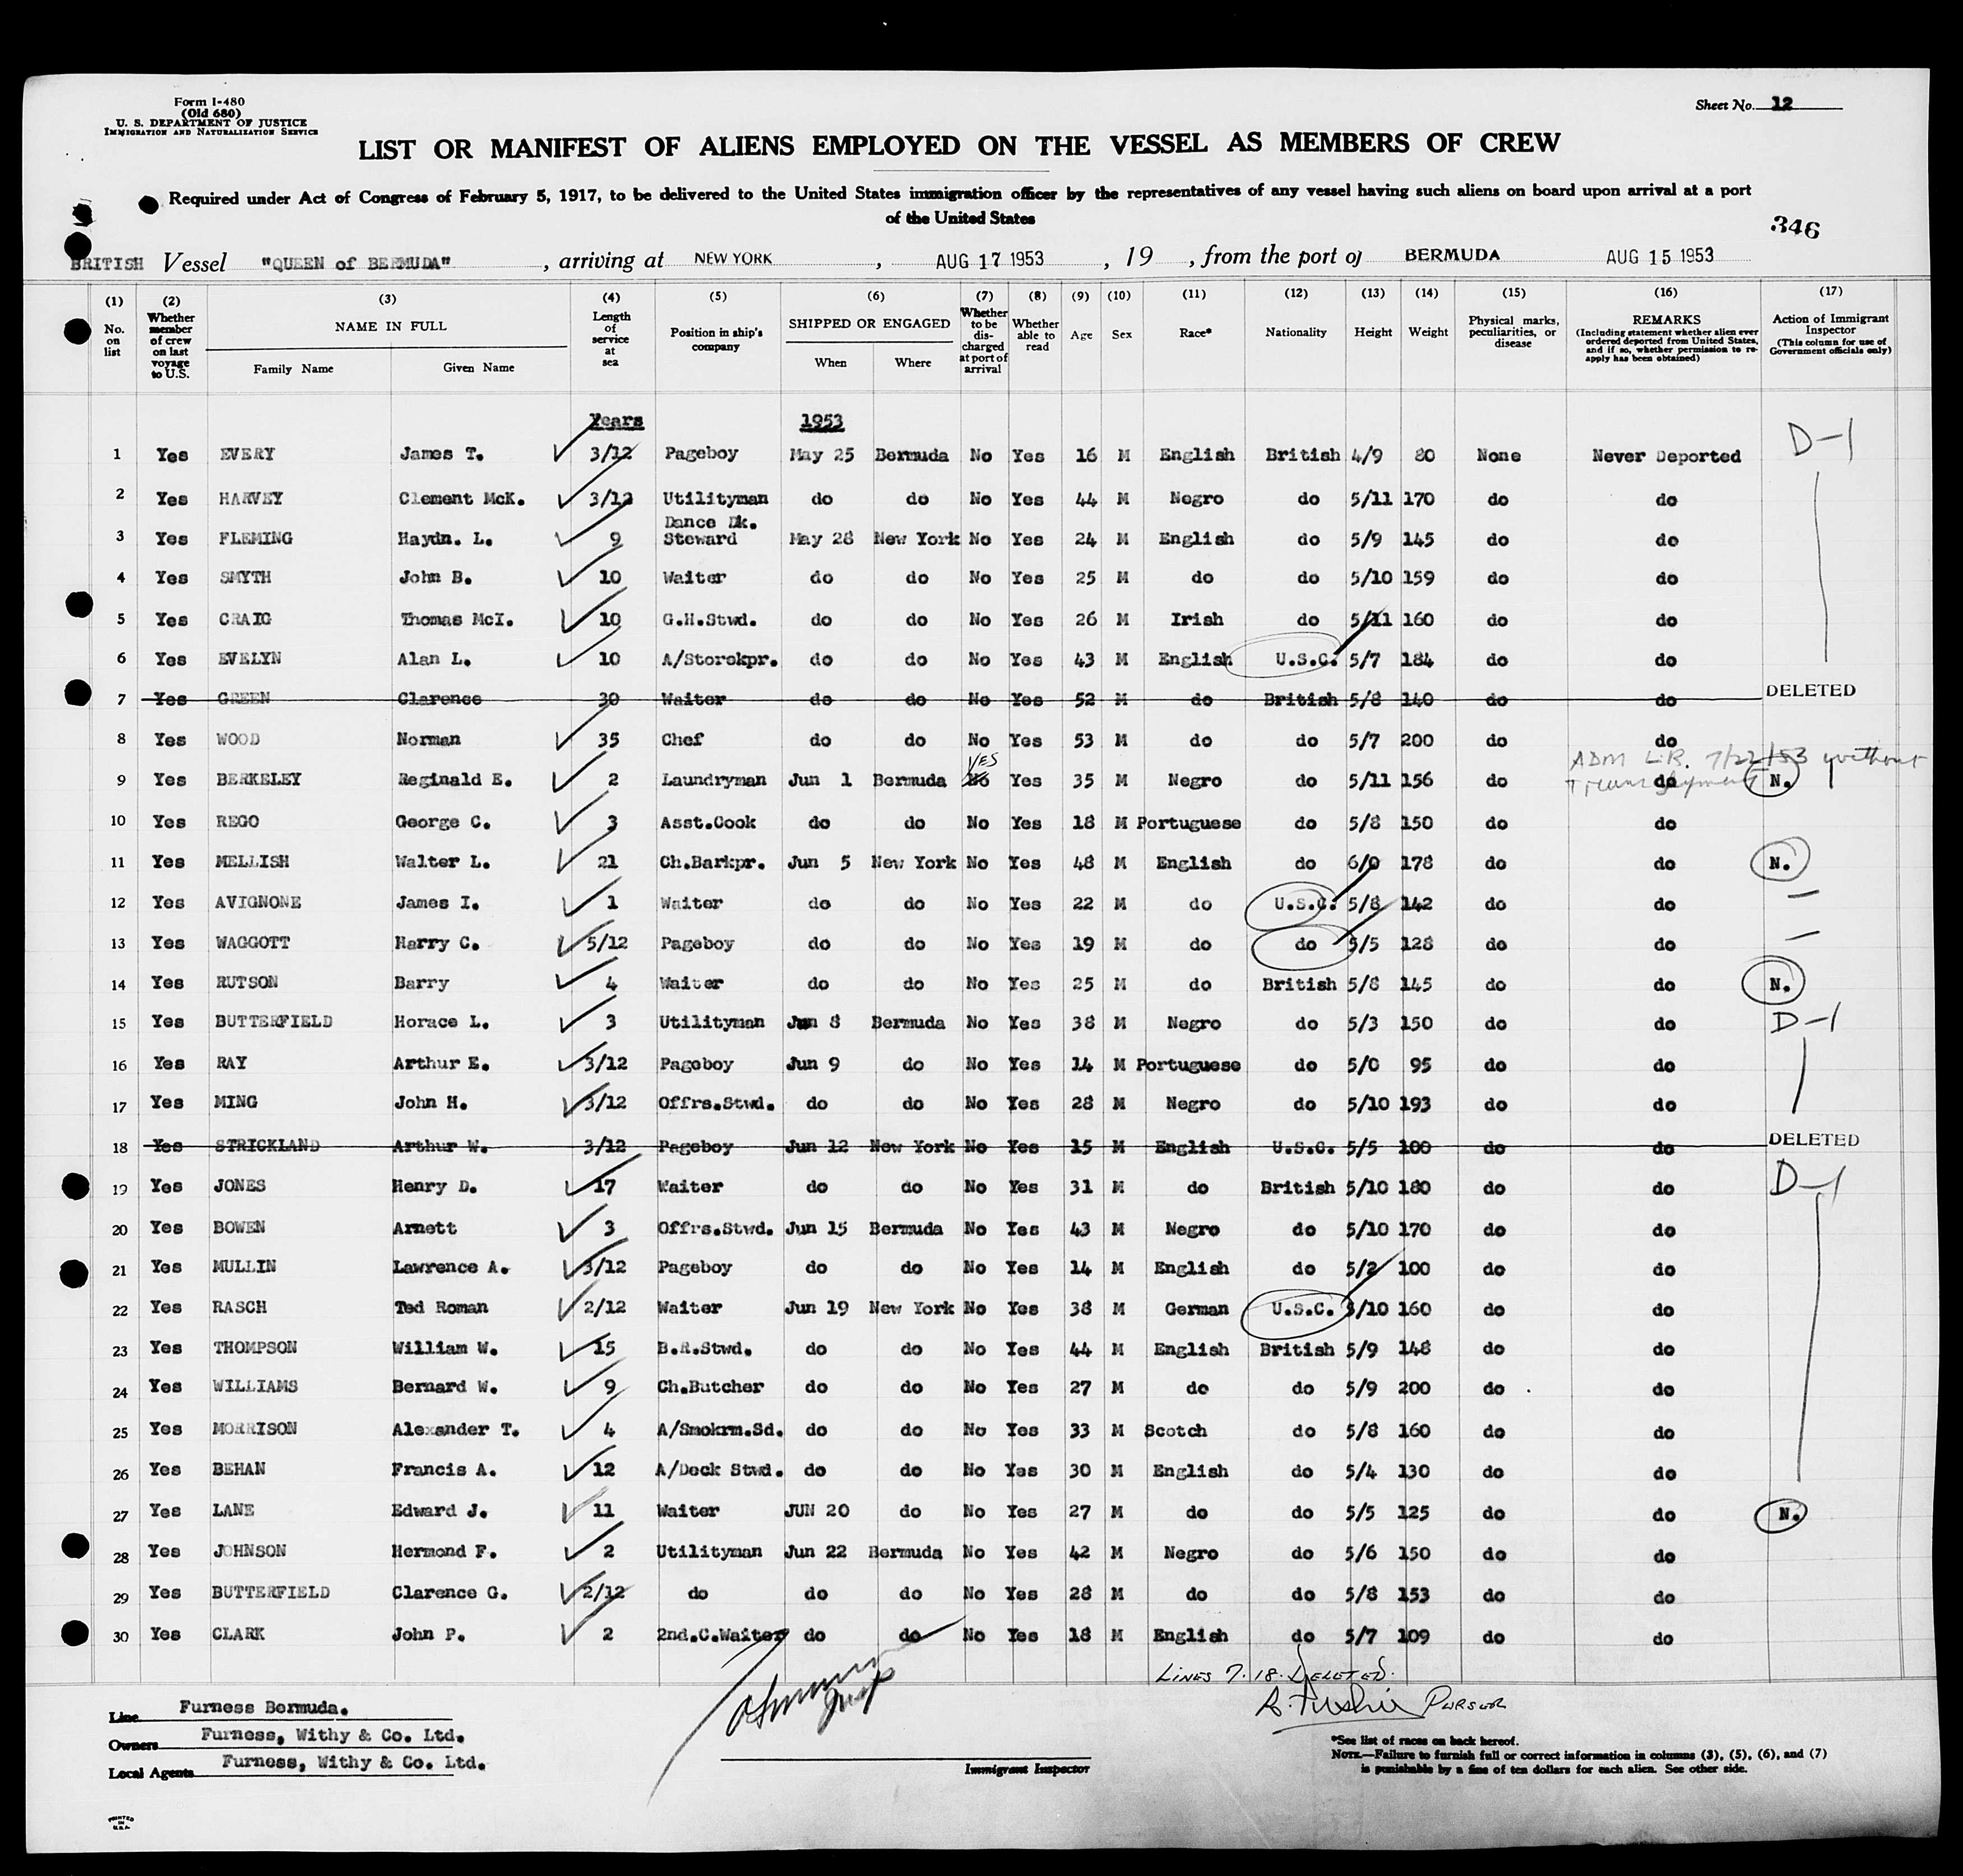 Form I-480
(Old 680)
U. S. DEPARTMENT OF JUSTICE
IMMIGRATION AND NATURALIZATION SERVICE
Sheet No. 12
LIST OR MANIFEST OF ALIENS EMPLOYED ON THE VESSEL AS MEMBERS OF CREW
Required under Act of Congress of February 5, 1917, to be delivered to the United States immigration officer by the representatives of any vessel having such aliens on board upon arrival at a port
of the United States
346
BRITISH Vessel "QUEEN of BERMUDA", arriving at NEW YORK, AUG 17 1953, 19 , from the port of BERMUDA AUG 15 1953
(1) No. on list
(2) Whether member of crew on last voyage to U.S.
(3) NAME IN FULL Family Name Given Name
(4) Length of service at sea
(5) Position in ship's company
(6) SHIPPED OR ENGAGED When Where
(7) Whether to be discharged at port of arrival
(8) Whether able to read
(9) Age
(10) Sex
(11) Race*
(12) Nationality
(13) Height
(14) Weight
(15) Physical marks, peculiarities, or disease
(16) REMARKS (Including statement whether alien ever ordered deported from United States, and if so, whether permission to re-apply has been obtained)
(17) Action of Immigrant Inspector (This column for use of Government officials only)
Years 1953
1 Yes EVERY James T. 3/12 Pageboy May 25 Bermuda No Yes 16 M English British 4/9 80 None Never Deported D-1
2 Yes HARVEY Clement McK. 3/12 Utilityman do do No Yes 44 M Negro do 5/11 170 do do
3 Yes FLEMING Haydn. L. 9 Dance Dk. Steward May 28 New York No Yes 24 M English do 5/9 145 do do
4 Yes SMYTH John B. 10 Waiter do do No Yes 25 M do do 5/10 159 do do
5 Yes CRAIG Thomas McI. 10 G.H.Stwd. do do No Yes 26 M Irish do 5/11 160 do do
6 Yes EVELYN Alan L. 10 A/Storekpr. do do No Yes 43 M English U.S.C. 5/7 184 do do
7 Yes GREEN Clarence 30 Waiter do do No Yes 52 M do British 5/8 140 do do DELETED
8 Yes WOOD Norman 35 Chef do do No Yes 53 M do do 5/7 200 do do
ADM L.R. 7/22/53 without
9 Yes BERKELEY Reginald E. 2 Laundryman Jun 1 Bermuda No YES Yes 35 M Negro do 5/11 156 do do N.
10 Yes REGO George C. 3 Asst.Cook do do No Yes 18 M Portuguese do 5/8 150 do do
11 Yes MELLISH Walter L. 21 Ch.Barkpr. Jun 5 New York No Yes 48 M English do 6/0 178 do do N.
12 Yes AVIGNONE James I. 1 Waiter do do No Yes 22 M do U.S.C. 5/8 142 do do —
13 Yes WAGGOTT Harry C. 5/12 Pageboy do do No Yes 19 M do do 5/5 128 do do —
14 Yes RUTSON Barry 4 Waiter do do No Yes 25 M do British 5/8 145 do do N.
15 Yes BUTTERFIELD Horace L. 3 Utilityman Jun 8 Bermuda No Yes 38 M Negro do 5/3 150 do do D-1
16 Yes RAY Arthur E. 3/12 Pageboy Jun 9 do No Yes 14 M Portuguese do 5/0 95 do do
17 Yes MING John H. 3/12 Offrs.Stwd. do do No Yes 28 M Negro do 5/10 193 do do
18 Yes STRICKLAND Arthur W. 3/12 Pageboy Jun 12 New York No Yes 15 M English U.S.C. 5/5 100 do do DELETED
19 Yes JONES Henry D. 17 Waiter do do No Yes 31 M do British 5/10 180 do do D-1
20 Yes BOWEN Arnett 3 Offrs.Stwd. Jun 15 Bermuda No Yes 43 M Negro do 5/10 170 do do
21 Yes MULLIN Lawrence A. 3/12 Pageboy do do No Yes 14 M English do 5/2 100 do do
22 Yes RASCH Ted Roman 2/12 Waiter Jun 19 New York No Yes 38 M German U.S.C. 5/10 160 do do
23 Yes THOMPSON William W. 15 B.R.Stwd. do do No Yes 44 M English British 5/9 148 do do
24 Yes WILLIAMS Bernard W. 9 Ch.Butcher do do No Yes 27 M do do 5/9 200 do do
25 Yes MORRISON Alexander T. 4 A/Smokrm.Sd. do do No Yes 33 M Scotch do 5/8 160 do do
26 Yes BEHAN Francis A. 12 A/Deck Stwd. do do No Yes 30 M English do 5/4 130 do do
27 Yes LANE Edward J. 11 Waiter JUN 20 do No Yes 27 M do do 5/5 125 do do N.
28 Yes JOHNSON Hermond F. 2 Utilityman Jun 22 Bermuda No Yes 42 M Negro do 5/6 150 do do
29 Yes BUTTERFIELD Clarence G. 2/12 do do do No Yes 28 M do do 5/8 153 do do
30 Yes CLARK John P. 2 2nd.C.Waiter do do No Yes 18 M English do 5/7 109 do do
LINES 7. 18. DELETED.
PURSER
Line Furness Bermuda.
Owners Furness, Withy & Co. Ltd.
Local Agents Furness, Withy & Co. Ltd.
Immigrant Inspector
*See list of races on back hereof.
NOTE.—Failure to furnish full or correct information in columns (3), (5), (6), and (7)
is punishable by a fine of ten dollars for each alien. See other side.
PRINTED
IN
U.S.A.